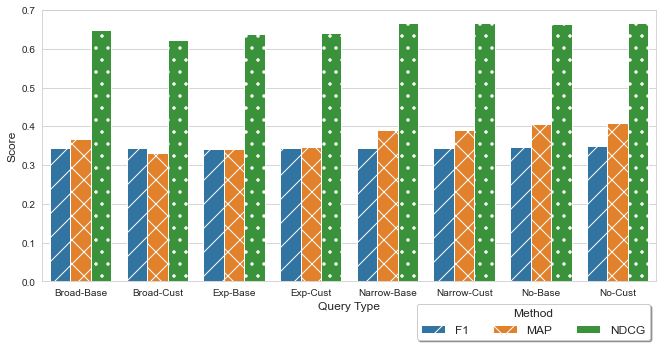 0.7
0.6
0.5
0.4
0.3
0.2
0.1
0.0
Score
Broad-Base Broad-Cust Exp-Base Exp-Cust Narrow-Base Narrow-Cust No-Base No-Cust
Query Type
Method
F1 MAP NDCG